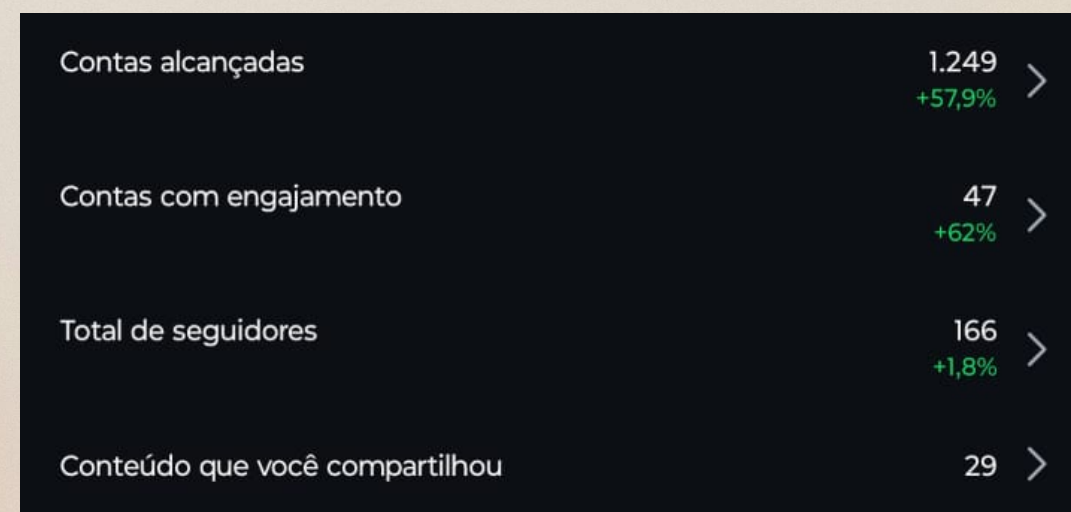 Contas alcançadas 1.249
+57,9%
Contas com engajamento 47
+62%
Total de seguidores 166
+1,8%
Conteúdo que você compartilhou 29